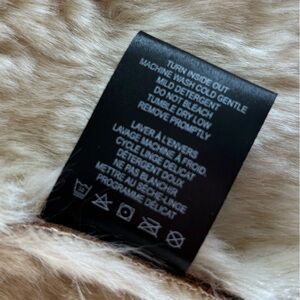 TURN INSIDE OUT
MACHINE WASH COLD GENTLE
MILD DETERGENT
DO NOT BLEACH
TUMBLE DRY LOW
REMOVE PROMPTLY
LAVER À L'ENVERS
LAVAGE MACHINE À FROID.
CYCLE LINGE DÉLICAT
DÉTERGENT DOUX
NE PAS BLANCHIR
METTRE AU SÈCHE-LINGE
PROGRAMME DÉLICAT